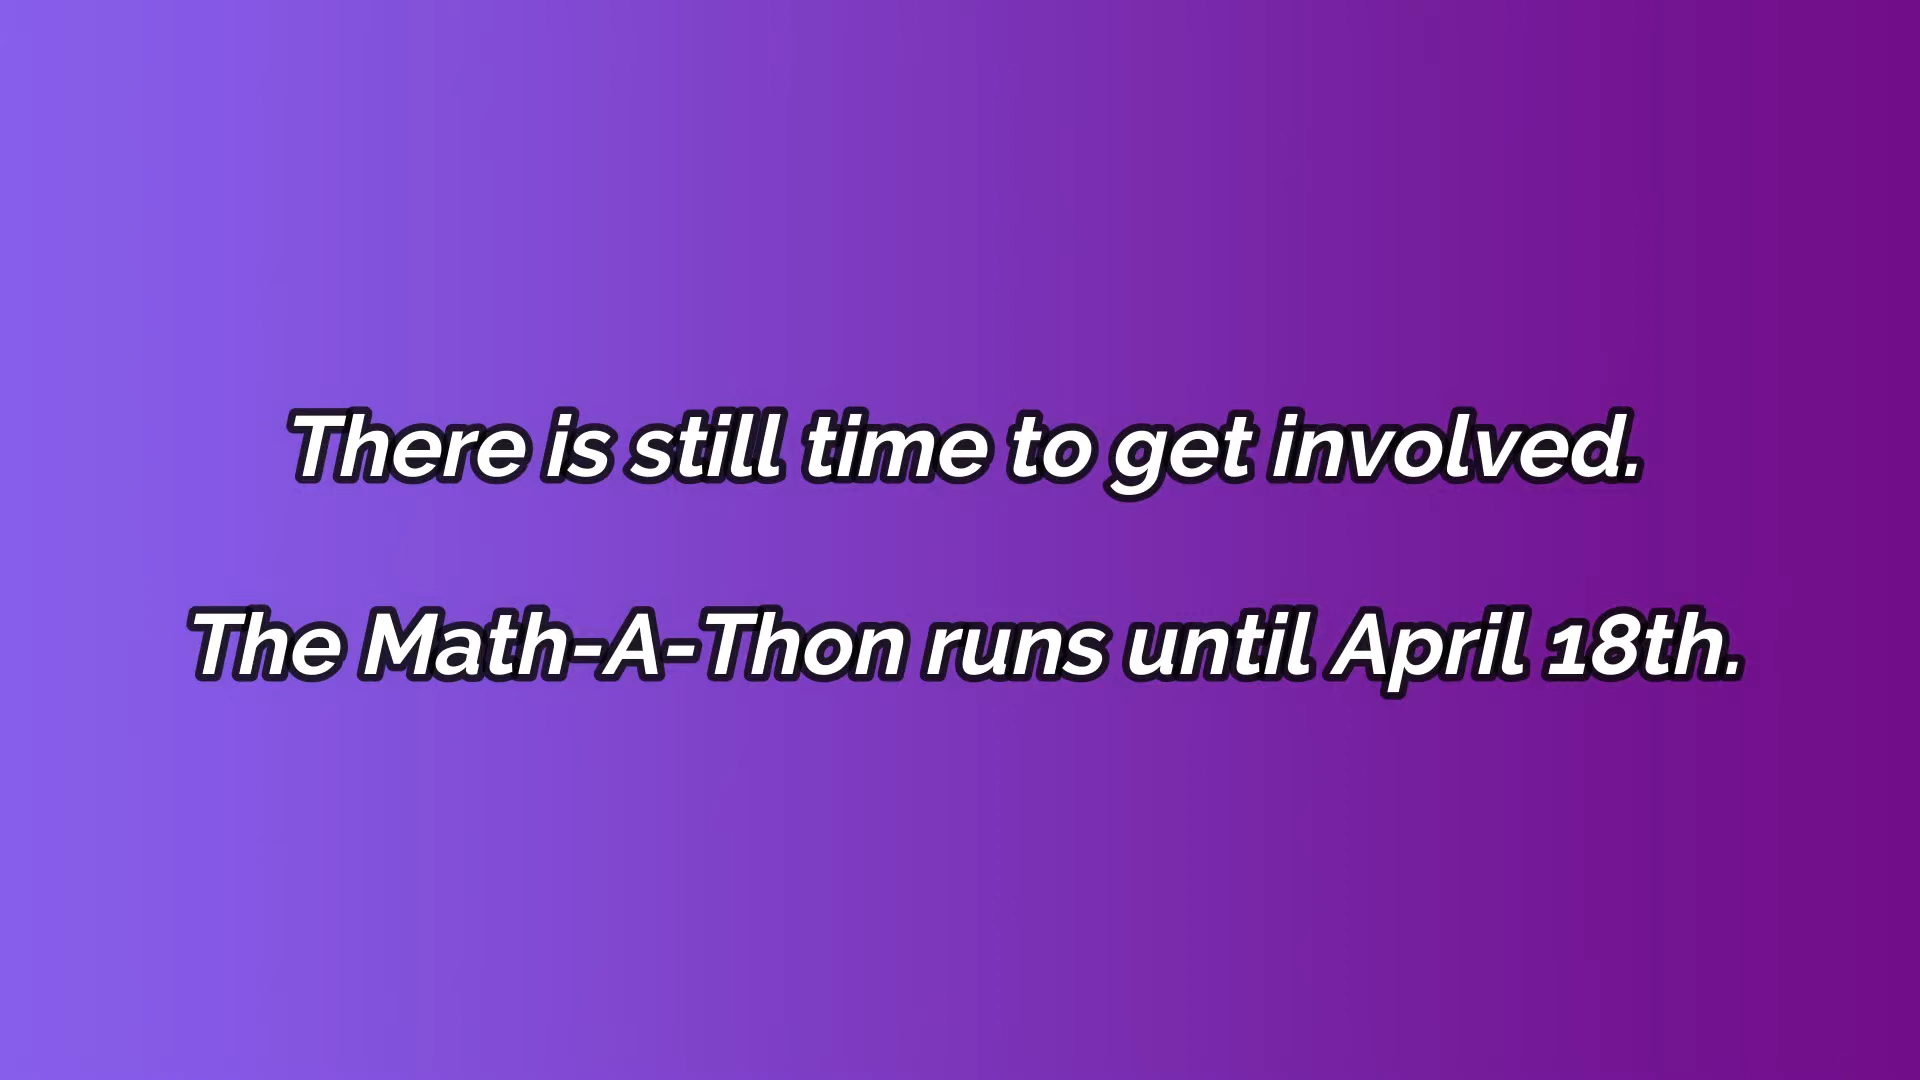 There is still time to get involved.
The Math-A-Thon runs until April 18th.